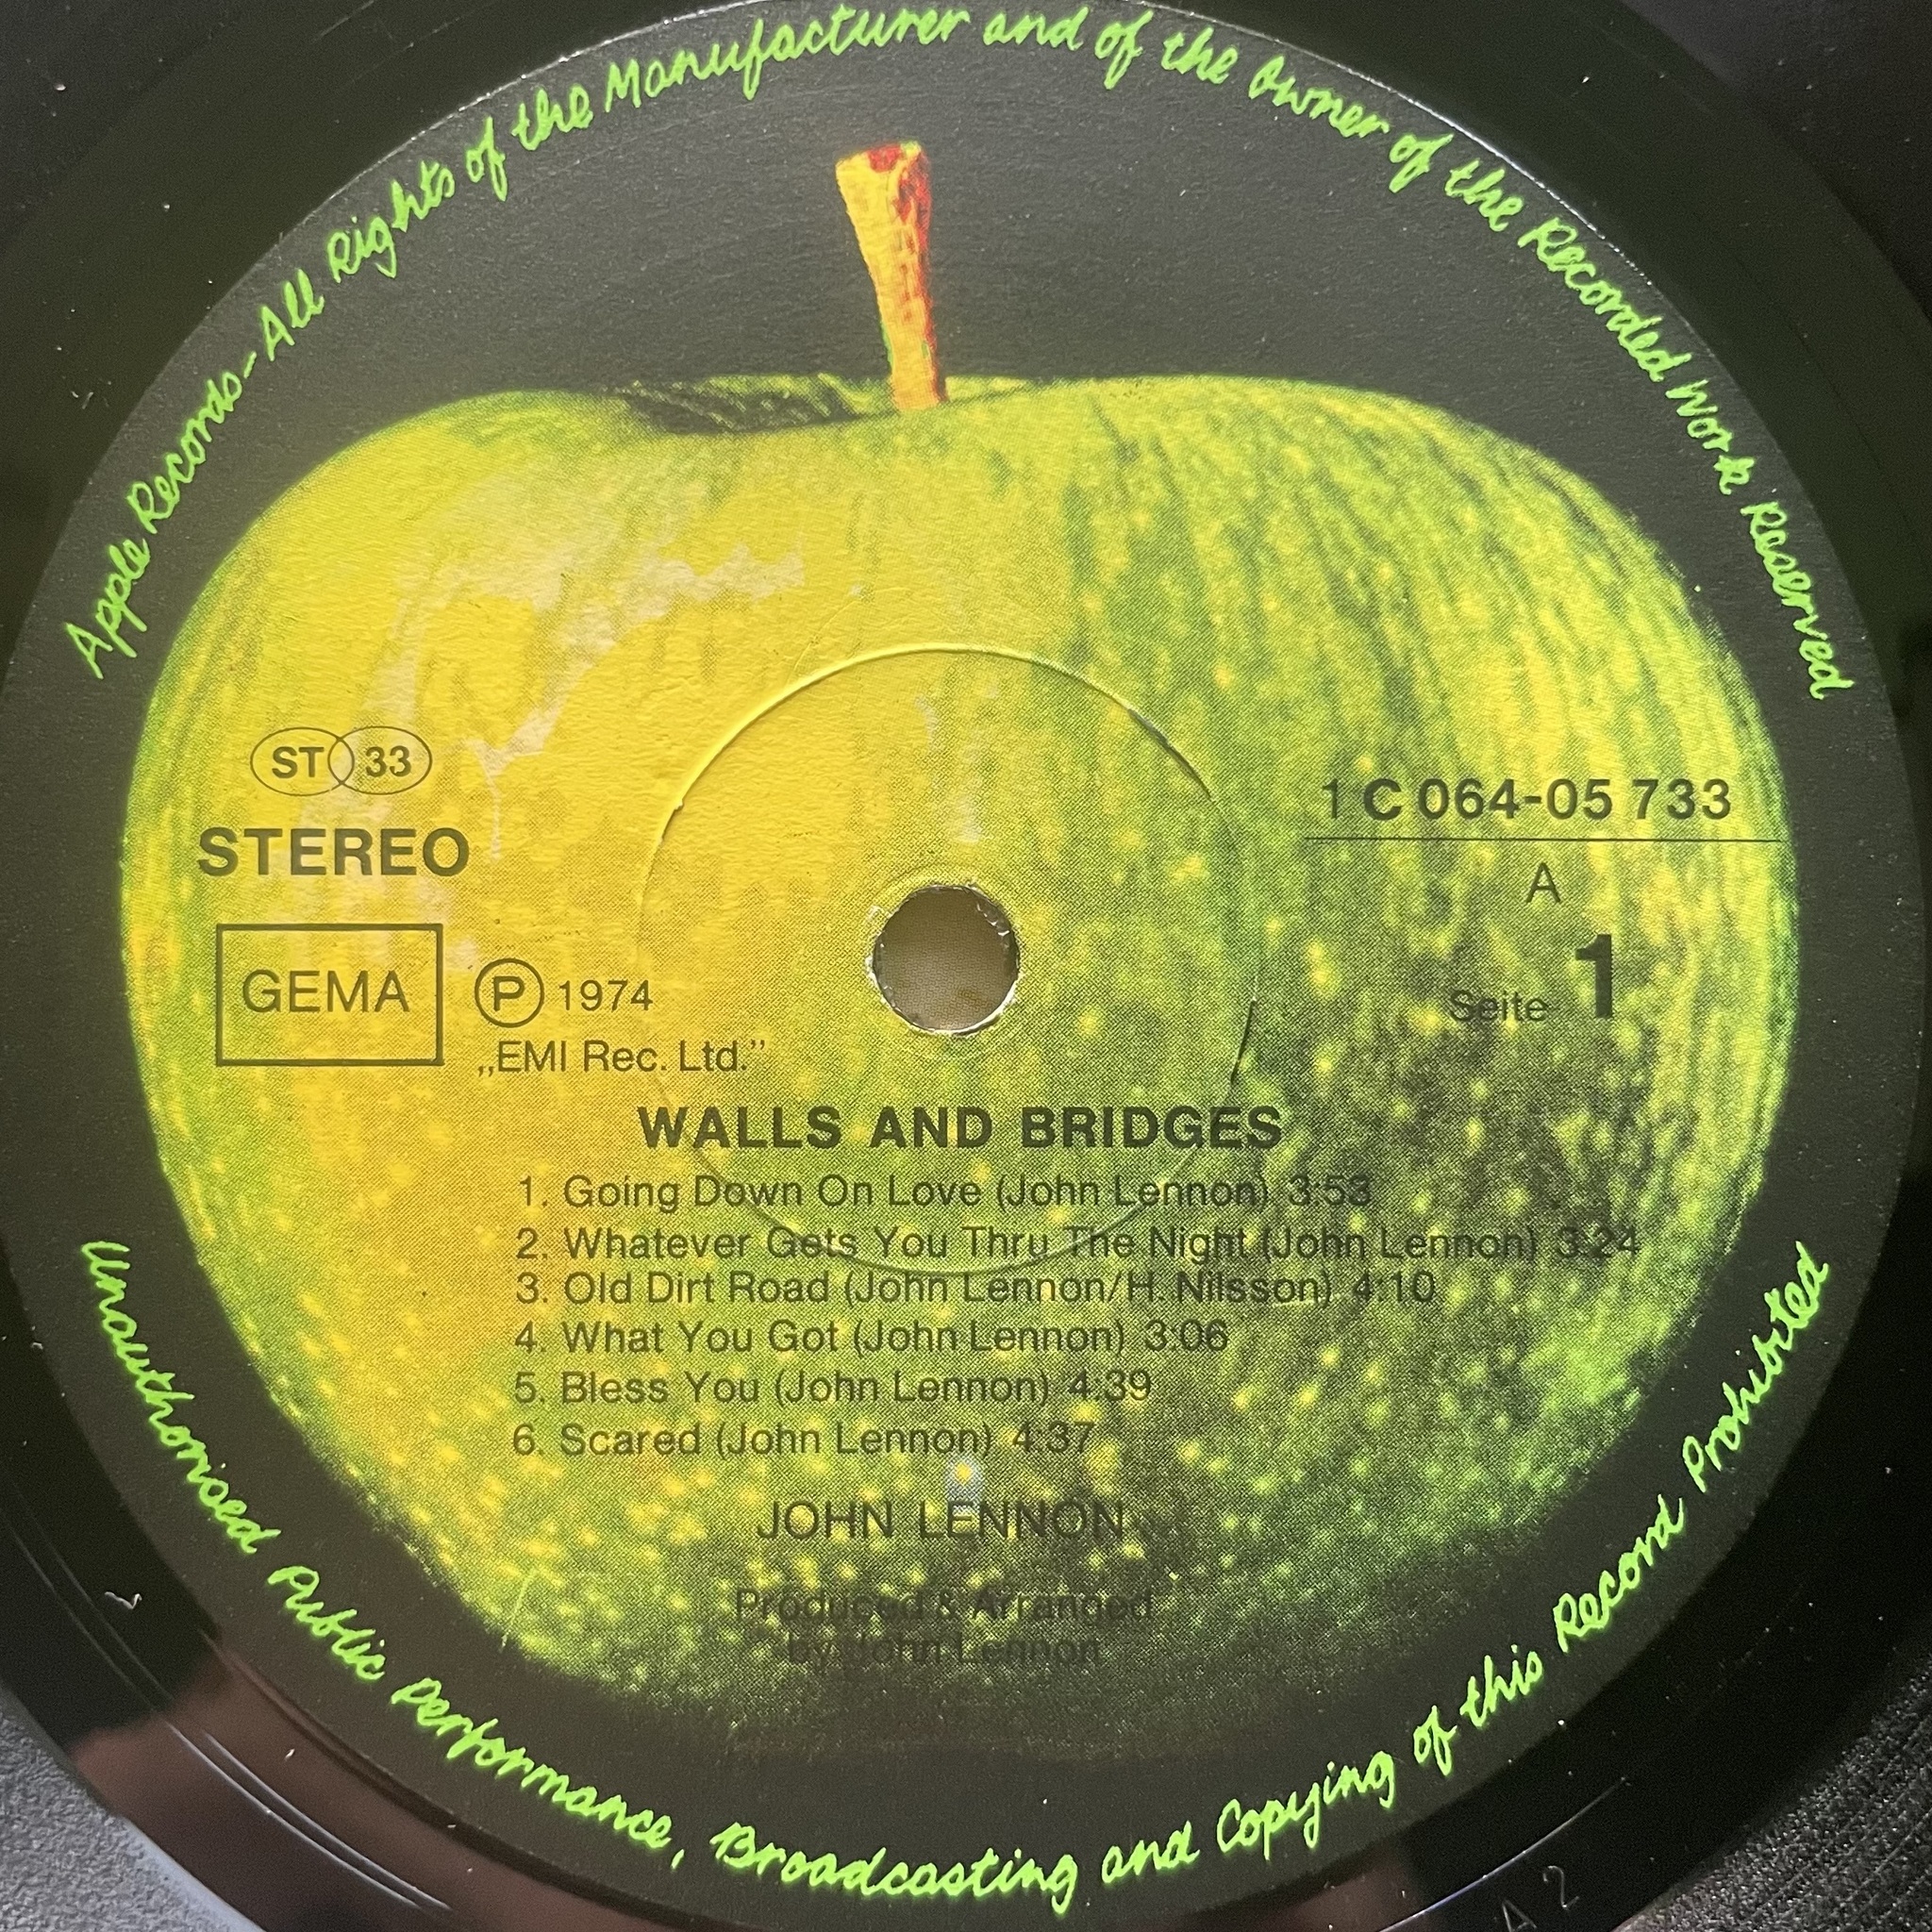 Apple Records-All Rights of the Manufacturer and of the Owner of the Recorded Work Reserved
ST 33
STEREO
GEMA
Ⓟ 1974
„EMI Rec. Ltd.”
1 C 064-05 733
A
Seite 1
WALLS AND BRIDGES
1. Going Down On Love (John Lennon) 3:53
2. Whatever Gets You Thru The Night (John Lennon) 3:24
3. Old Dirt Road (John Lennon/H. Nilsson) 4:10
4. What You Got (John Lennon) 3:06
5. Bless You (John Lennon) 4:39
6. Scared (John Lennon) 4:37
JOHN LENNON
Produced & Arranged
by John Lennon
Unauthorised Public Performance, Broadcasting and Copying of this Record Prohibited
A 2